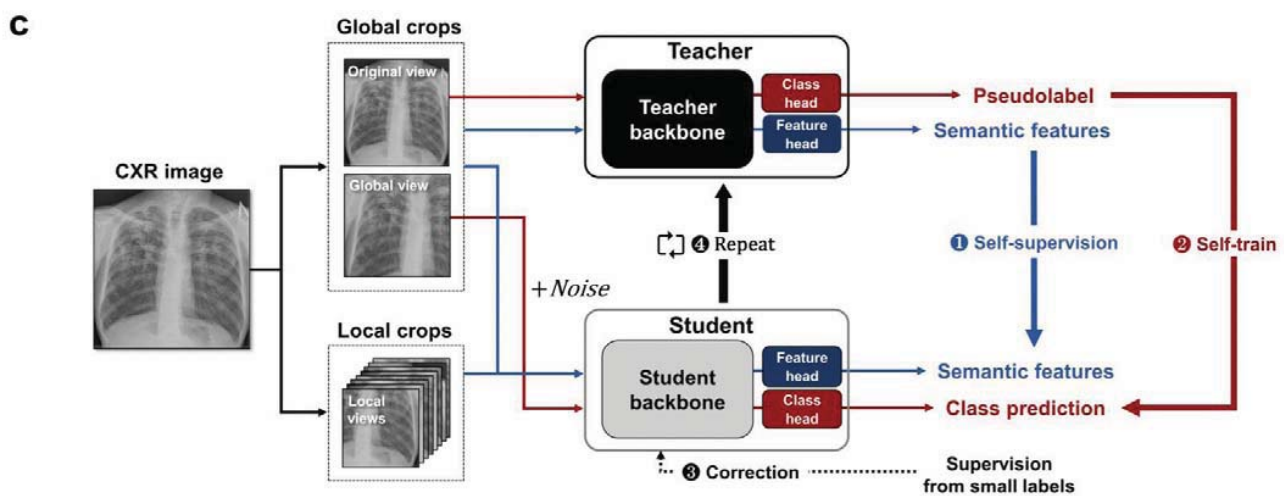 C
Global crops
Original view
Global view
CXR image
Local crops
Local
views
Teacher
Teacher
backbone
Class
head
Feature
head
Pseudolabel
Semantic features
❹ Repeat
❶ Self-supervision
❷ Self-train
+Noise
Student
Student
backbone
Feature
head
Class
head
Semantic features
Class prediction
❸ Correction
Supervision
from small labels